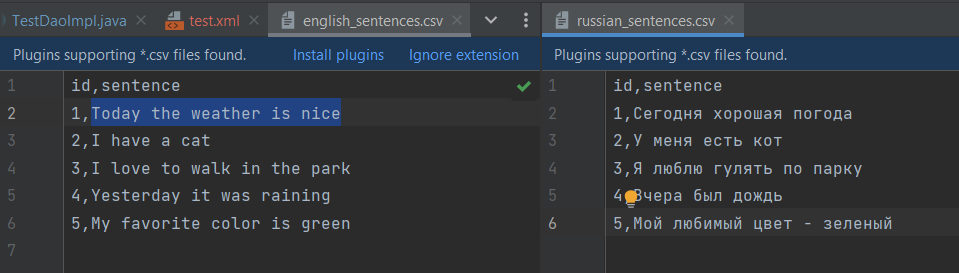 TestDaoImpl.java test.xml english_sentences.csv
Plugins supporting *.csv files found. Install plugins Ignore extension
1 id,sentence
2 1,Today the weather is nice
3 2,I have a cat
4 3,I love to walk in the park
5 4,Yesterday it was raining
6 5,My favorite color is green
7
russian_sentences.csv
Plugins supporting *.csv files found.
1 id,sentence
2 1,Сегодня хорошая погода
3 2,У меня есть кот
4 3,Я люблю гулять по парку
5 4 Вчера был дождь
6 5,Мой любимый цвет - зеленый